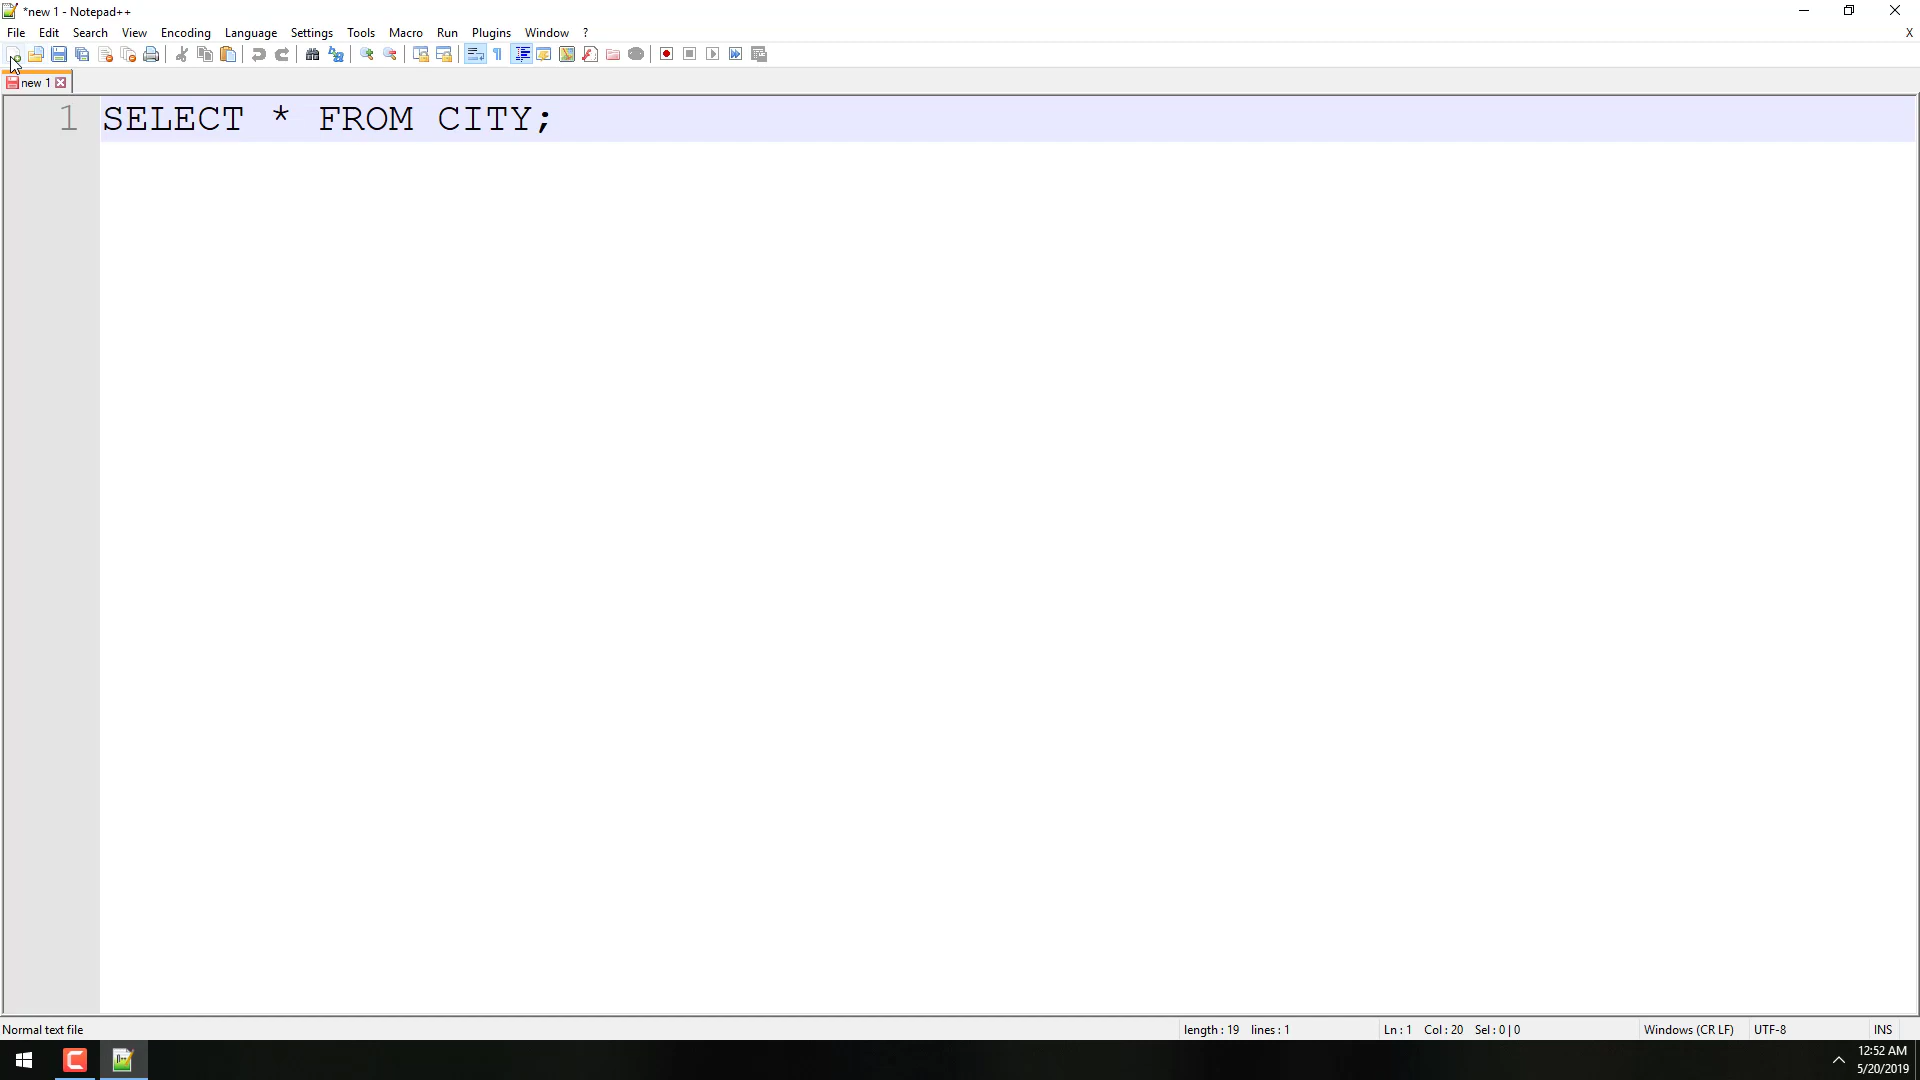 *new 1 - Notepad++
File Edit Search View Encoding Language Settings Tools Macro Run Plugins Window ? X
new 1
1 SELECT * FROM CITY;
Normal text file length : 19 lines : 1 Ln : 1 Col : 20 Sel : 0 | 0 Windows (CR LF) UTF-8 INS
12:52 AM
5/20/2019